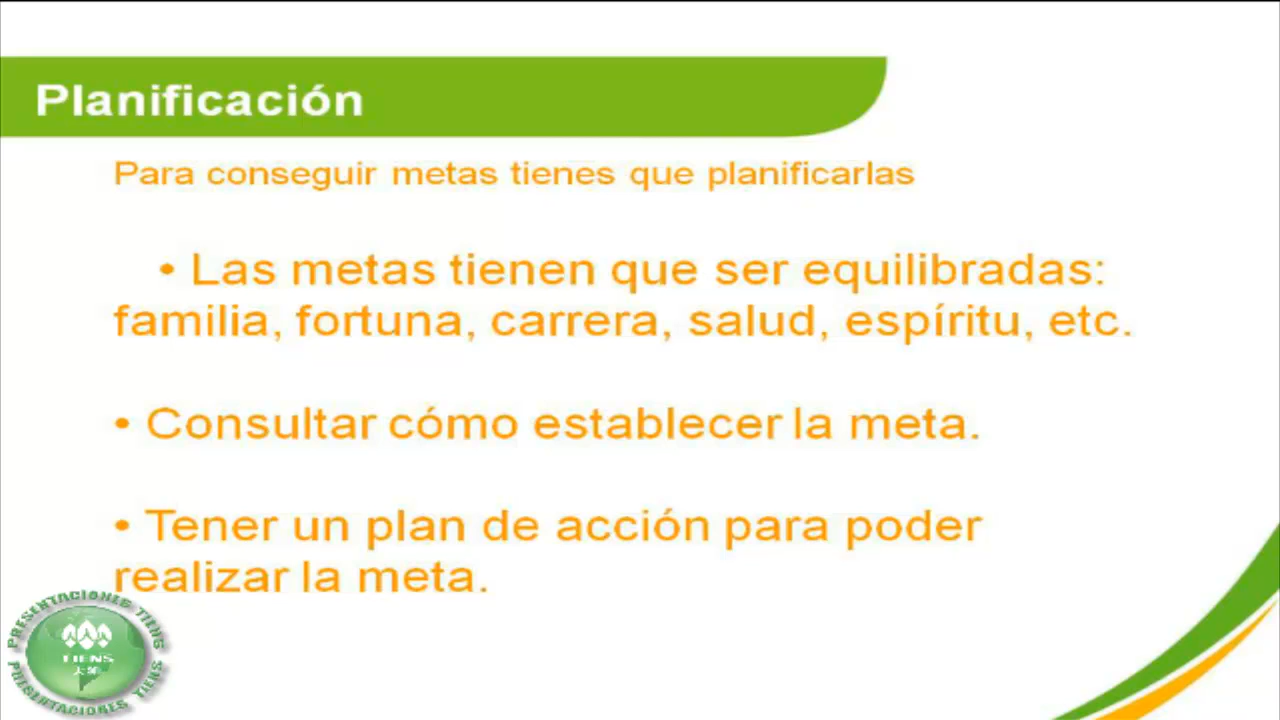 Planificación
Para conseguir metas tienes que planificarlas
• Las metas tienen que ser equilibradas:
familia, fortuna, carrera, salud, espíritu, etc.
• Consultar cómo establecer la meta.
• Tener un plan de acción para poder
realizar la meta.
PRESENTACIONES TIENS
TIENS
PRESENTACIONES TIENS